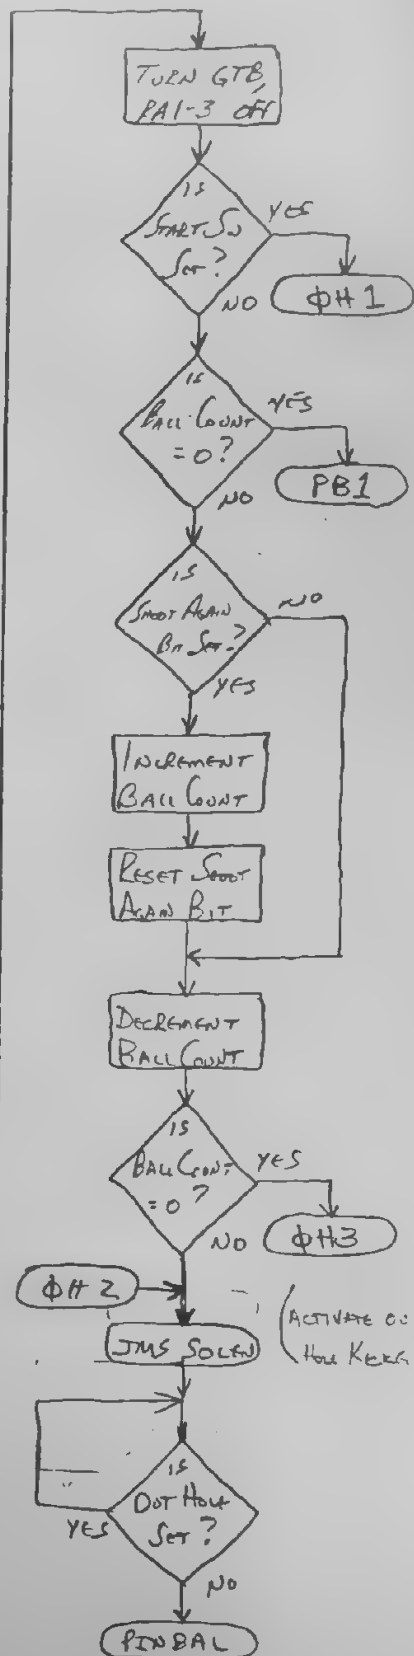 TURN GTB,
PA1-3 OFF
IS
START SW
SET?
YES
NO
ΦH1
IS
BALL COUNT
= 0?
YES
NO
PB1
IS
SHOOT AGAIN
BIT SET?
NO
YES
INCREMENT
BALL COUNT
RESET SHOOT
AGAIN BIT
DECREMENT
BALL COUNT
IS
BALL COUNT
= 0?
YES
NO
ΦH3
ΦH2
JMS SOLEN
(ACTIVATE
HOLE
IS
OUT HOLE
SET?
YES
NO
PINBAL